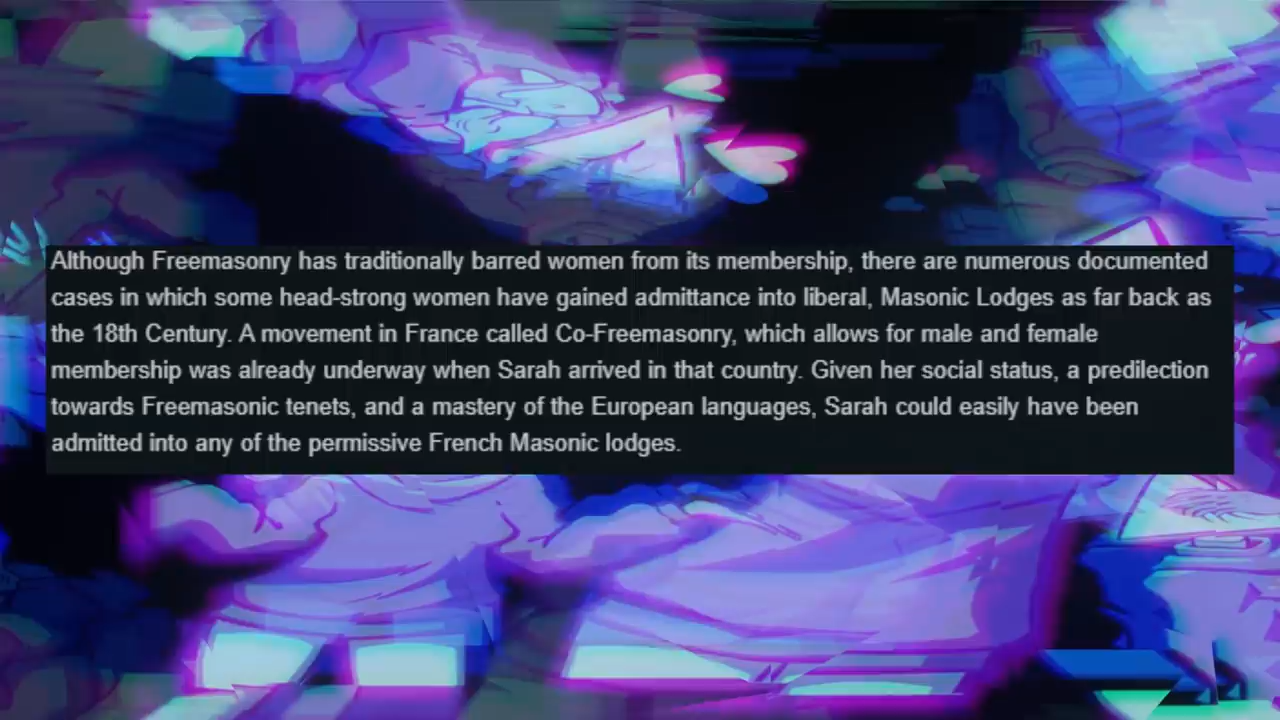 Although Freemasonry has traditionally barred women from its membership, there are numerous documented
cases in which some head-strong women have gained admittance into liberal, Masonic Lodges as far back as
the 18th Century. A movement in France called Co-Freemasonry, which allows for male and female
membership was already underway when Sarah arrived in that country. Given her social status, a predilection
towards Freemasonic tenets, and a mastery of the European languages, Sarah could easily have been
admitted into any of the permissive French Masonic lodges.